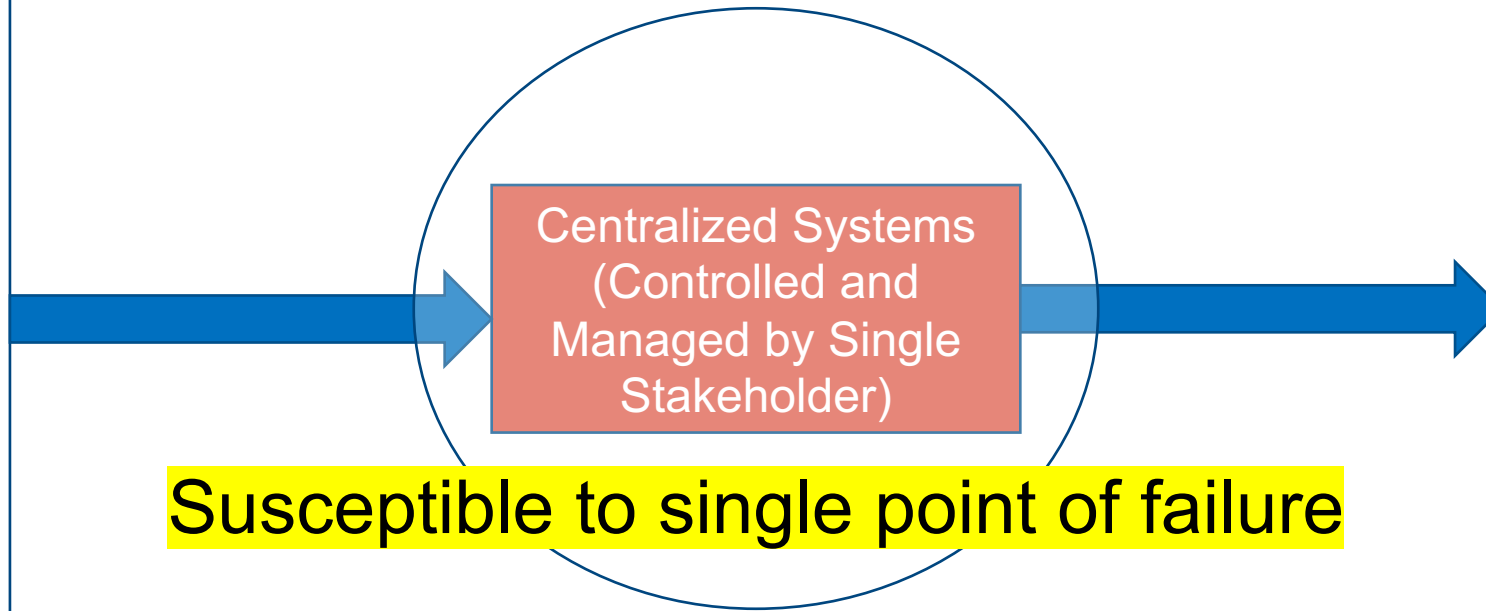 Centralized Systems
(Controlled and
Managed by Single
Stakeholder)
Susceptible to single point of failure